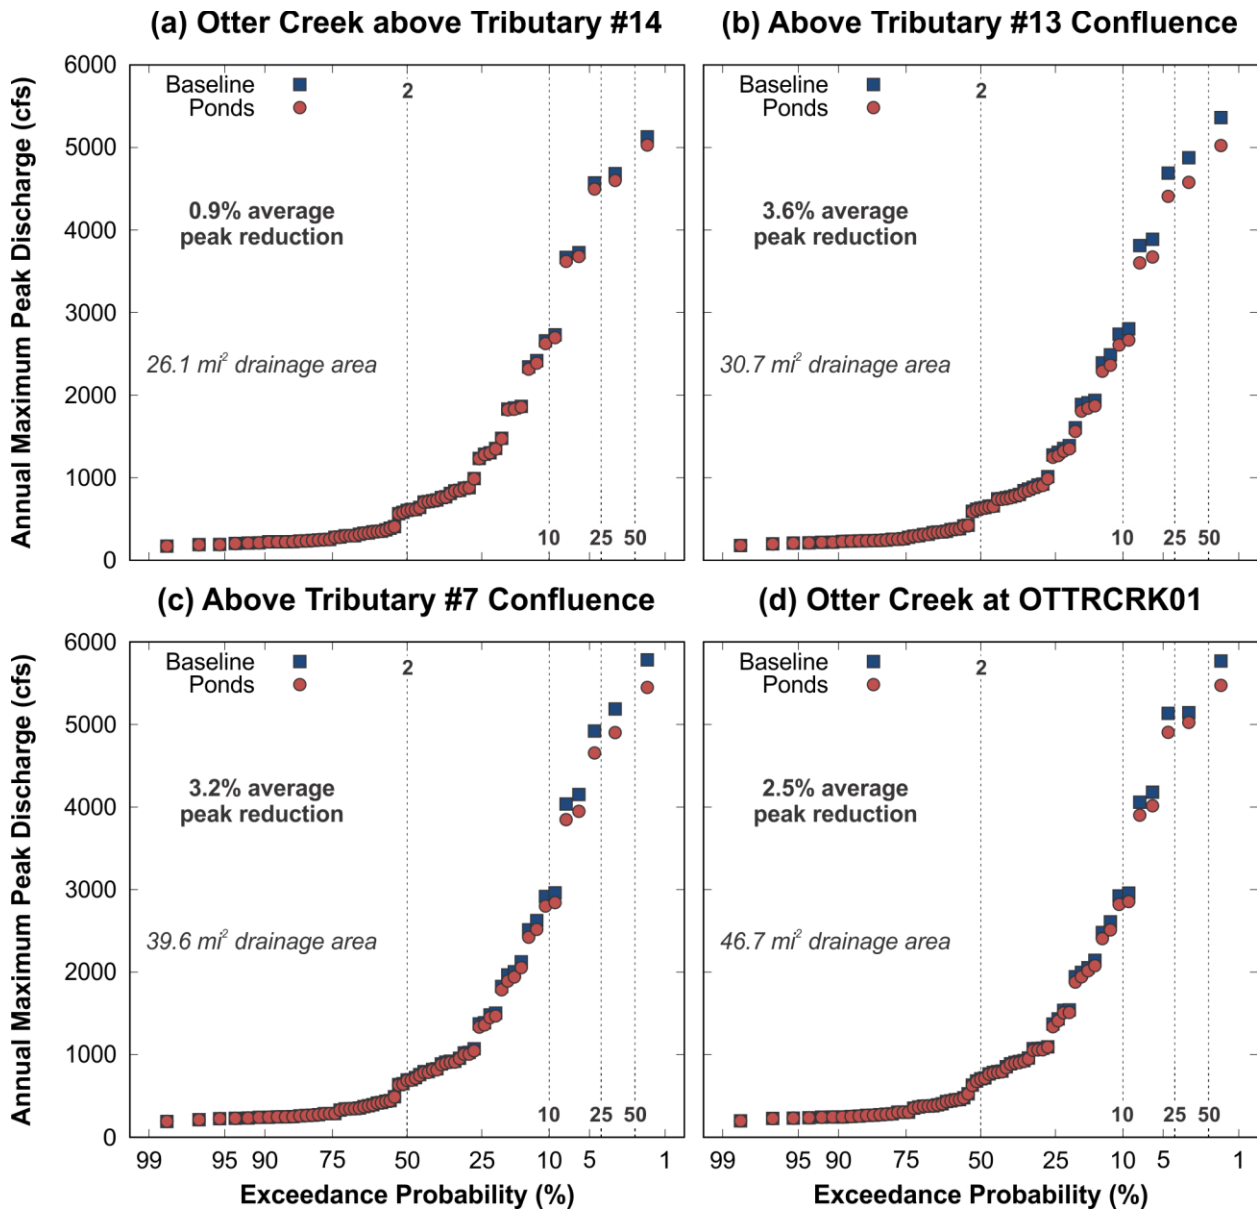 (a) Otter Creek above Tributary #14
(b) Above Tributary #13 Confluence
Annual Maximum Peak Discharge (cfs)
6000
5000
4000
3000
2000
1000
0
Baseline
Ponds
2
0.9% average
peak reduction
26.1 mi² drainage area
10 25 50
Baseline
Ponds
2
3.6% average
peak reduction
30.7 mi² drainage area
10 25 50
(c) Above Tributary #7 Confluence
(d) Otter Creek at OTTRCRK01
Annual Maximum Peak Discharge (cfs)
6000
5000
4000
3000
2000
1000
0
Baseline
Ponds
2
3.2% average
peak reduction
39.6 mi² drainage area
10 25 50
99 95 90 75 50 25 10 5 1
Exceedance Probability (%)
Baseline
Ponds
2
2.5% average
peak reduction
46.7 mi² drainage area
10 25 50
99 95 90 75 50 25 10 5 1
Exceedance Probability (%)